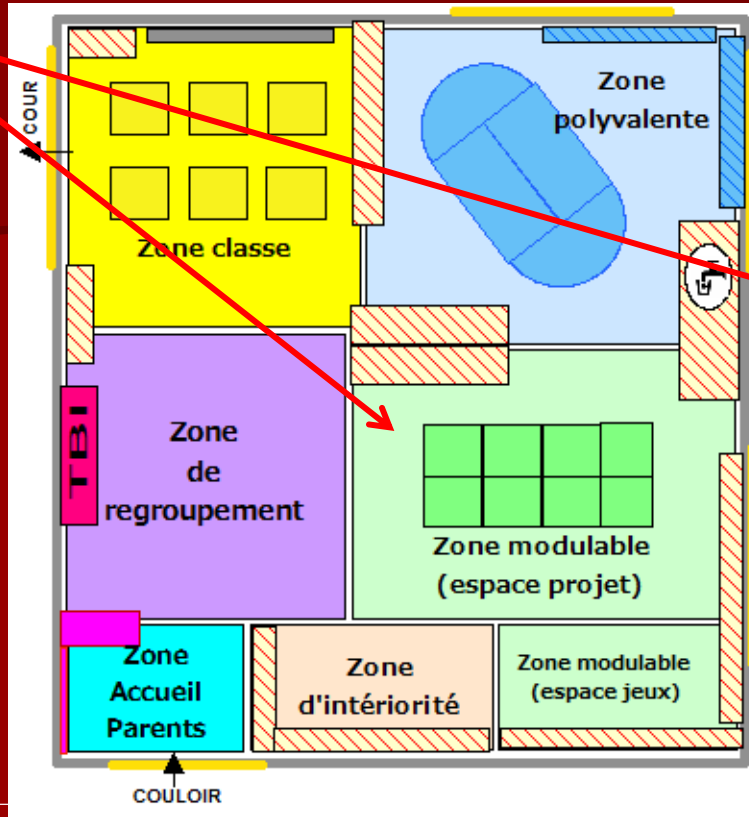 COUR
Zone
polyvalente
Zone classe
TBI
Zone
de
regroupement
Zone modulable
(espace projet)
Zone
Accueil
Parents
Zone
d'intériorité
Zone modulable
(espace jeux)
COULOIR